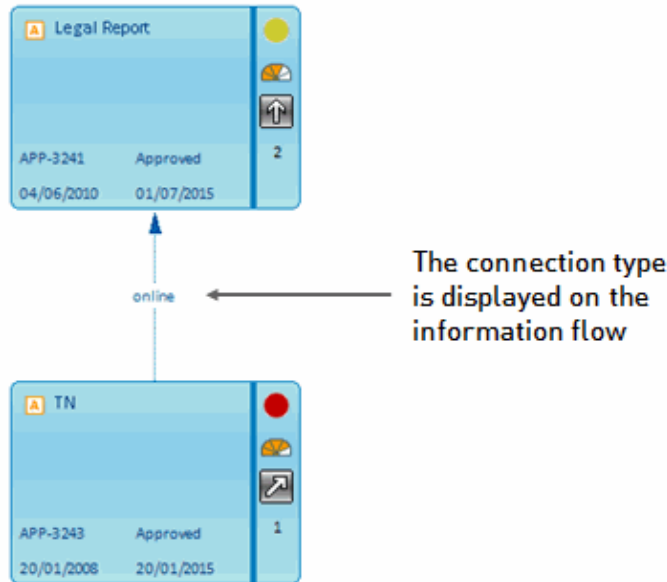 A Legal Report
APP-3241 Approved 2
04/06/2010 01/07/2015
online
The connection type
is displayed on the
information flow
A TN
APP-3243 Approved 1
20/01/2008 20/01/2015